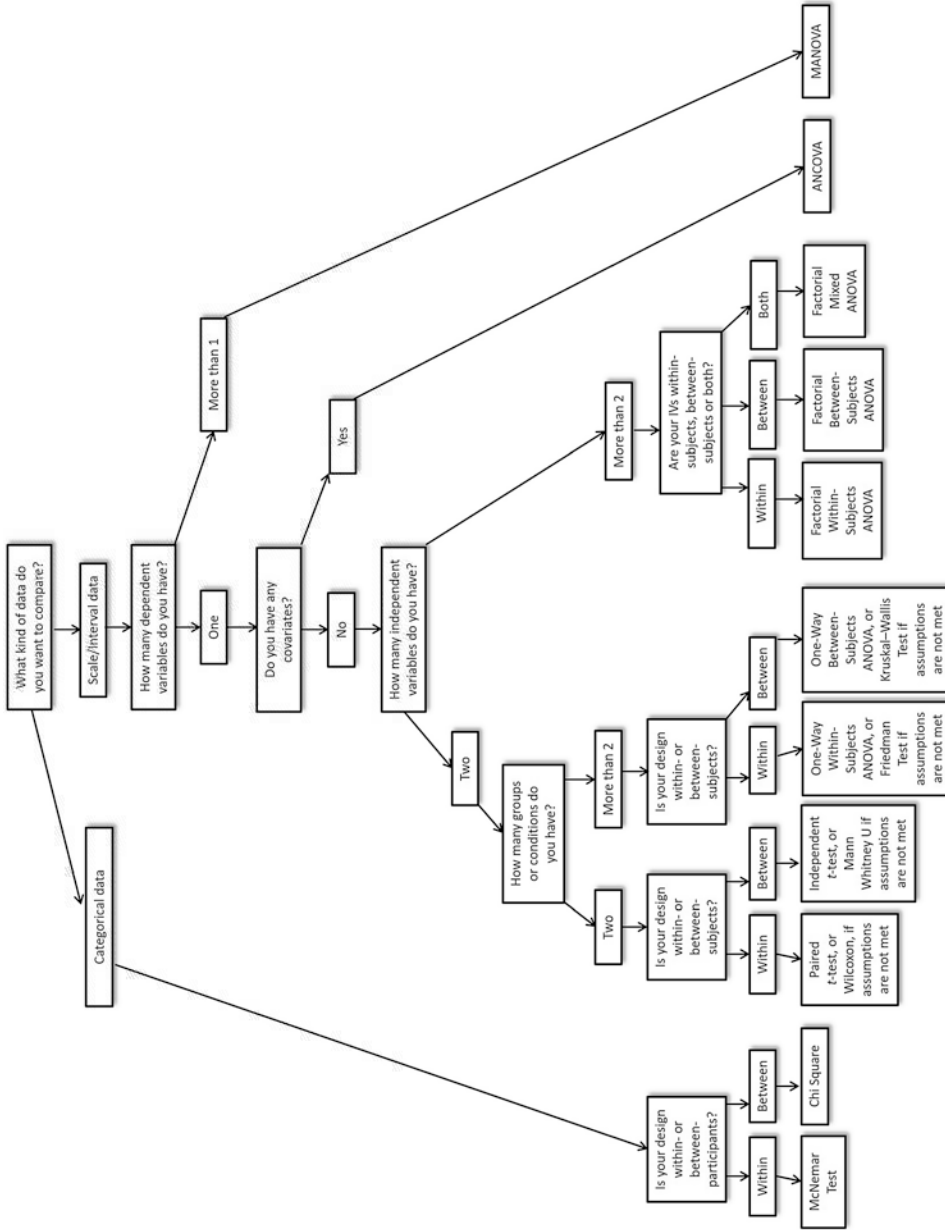 What kind of data do
you want to compare?
Categorical data
Scale/Interval data
How many dependent
variables do you have?
More than 1
One
Do you have any
covariates?
Yes
No
How many independent
variables do you have?
Two
How many groups
or conditions do
you have?
Two
More than 2
More than 2
Is your design
within- or
between-
participants?
Is your design
within- or
between-
subjects?
Is your design
within- or
between-
subjects?
Are your IVs within-
subjects, between-
subjects or both?
Within
Between
Within
Between
Within
Between
Within
Between
Both
McNemar
Test
Chi Square
Paired
t-test, or
Wilcoxon, if
assumptions
are not met
Independent
t-test, or
Mann
Whitney U if
assumptions
are not met
One-Way
Within-
Subjects
ANOVA, or
Friedman
Test if
assumptions
are not met
One-Way
Between-
Subjects
ANOVA, or
Kruskal–Wallis
Test if
assumptions
are not met
Factorial
Within-
Subjects
ANOVA
Factorial
Between-
Subjects
ANOVA
Factorial
Mixed
ANOVA
ANCOVA
MANOVA